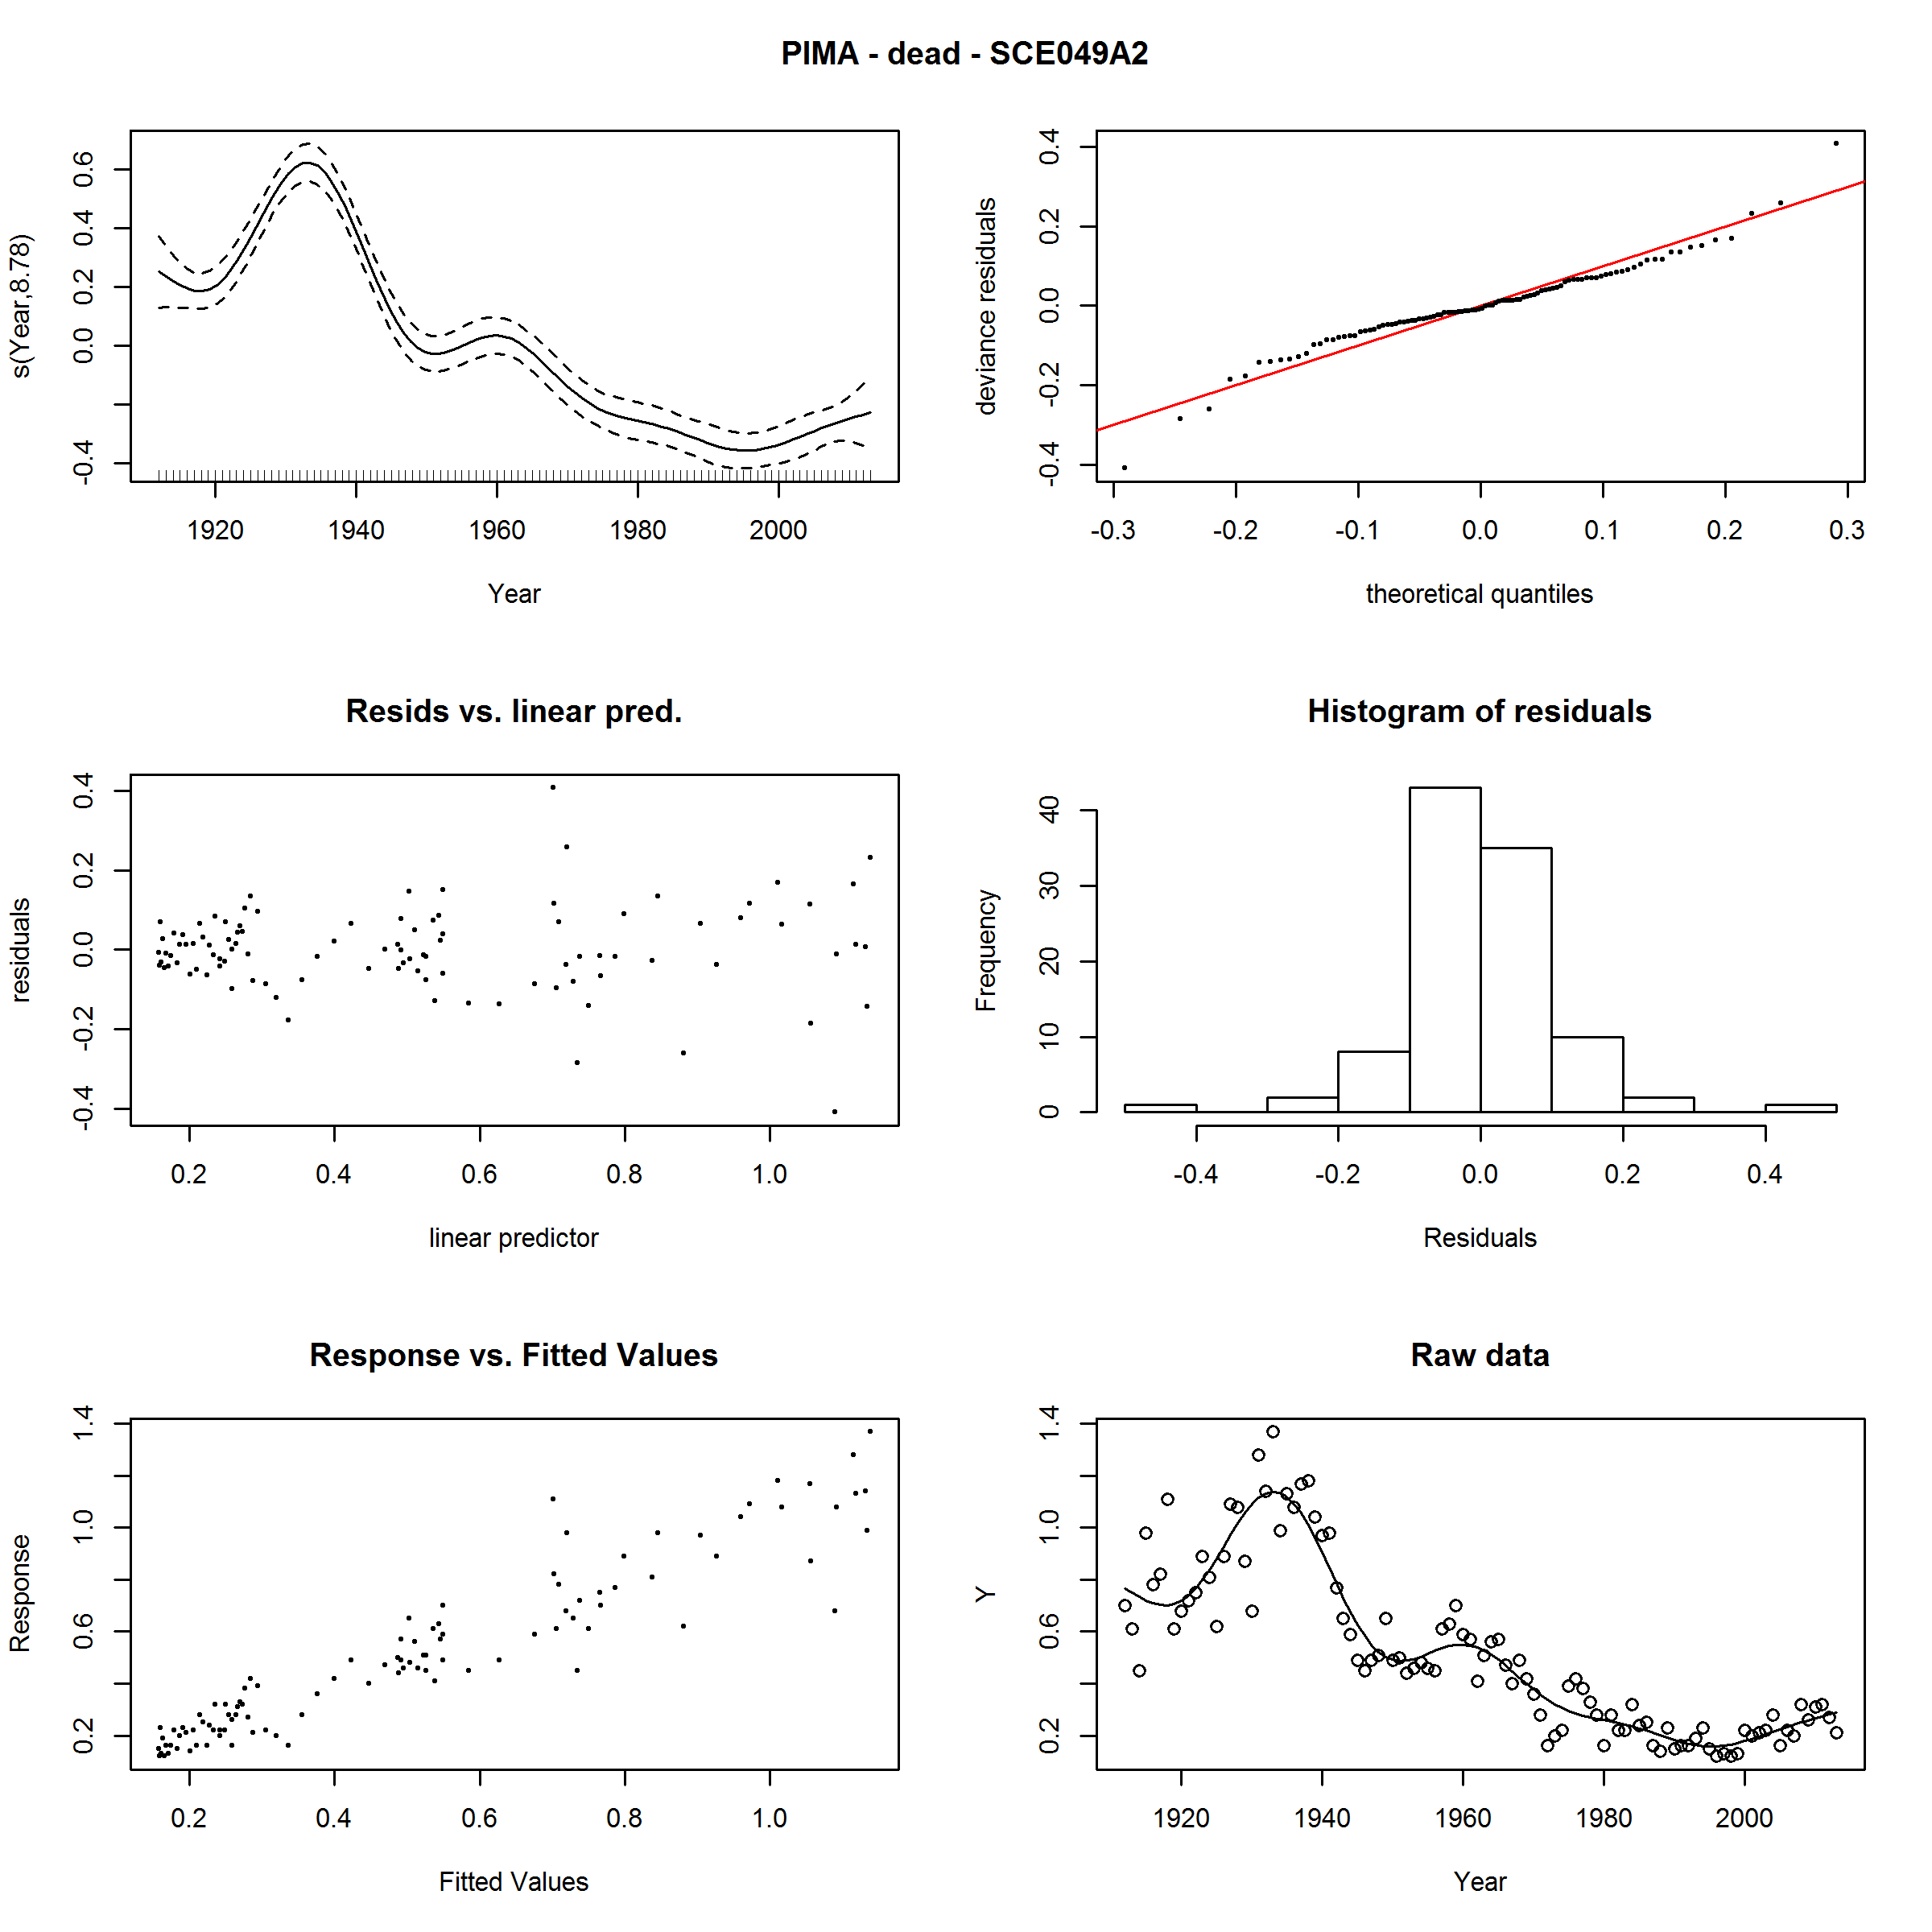 PIMA - dead - SCE049A2
s(Year,8.78)
-0.4 0.0 0.2 0.4 0.6
1920 1940 1960 1980 2000
Year
deviance residuals
-0.4 -0.2 0.0 0.2 0.4
-0.3 -0.2 -0.1 0.0 0.1 0.2 0.3
theoretical quantiles
Resids vs. linear pred.
residuals
-0.4 -0.2 0.0 0.2 0.4
0.2 0.4 0.6 0.8 1.0
linear predictor
Histogram of residuals
Frequency
0 10 20 30 40
-0.4 -0.2 0.0 0.2 0.4
Residuals
Response vs. Fitted Values
Response
0.2 0.6 1.0 1.4
0.2 0.4 0.6 0.8 1.0
Fitted Values
Raw data
Y
0.2 0.6 1.0 1.4
1920 1940 1960 1980 2000
Year